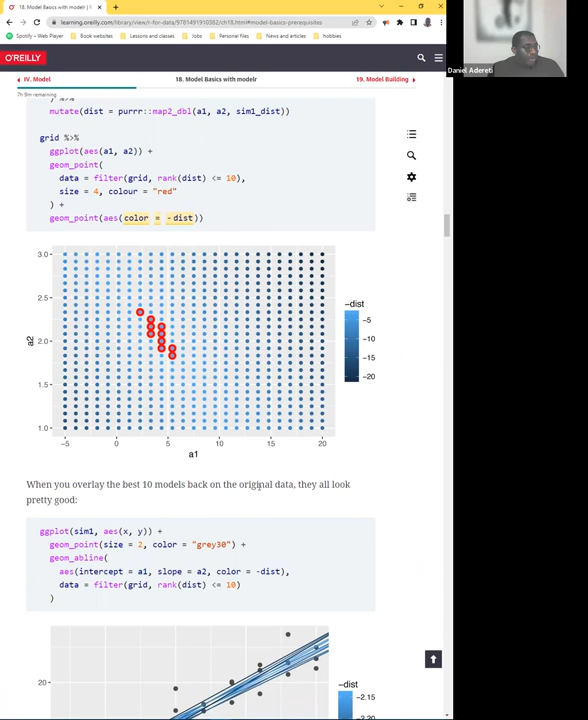 18. Model Basics with modelr | R
learning.oreilly.com/library/view/r-for-data/9781491910382/ch18.html#model-basics-prerequisites
Spotify – Web Player
Book websites
Lessons and classes
Jobs
Personal files
News and articles
hobbies
O'REILLY
Daniel Adereti
IV. Model
18. Model Basics with modelr
19. Model Building
7h 9m remaining
) %>%
mutate(dist = purrr::map2_dbl(a1, a2, sim1_dist))
grid %>%
ggplot(aes(a1, a2)) +
geom_point(
data = filter(grid, rank(dist) <= 10),
size = 4, colour = "red"
) +
geom_point(aes(color = -dist))
3.0
2.5
2.0
1.5
1.0
a2
-5
0
5
10
15
20
a1
-dist
-5
-10
-15
-20
When you overlay the best 10 models back on the original data, they all look
pretty good:
ggplot(sim1, aes(x, y)) +
geom_point(size = 2, color = "grey30") +
geom_abline(
aes(intercept = a1, slope = a2, color = -dist),
data = filter(grid, rank(dist) <= 10)
)
20
-dist
-2.15
-2.20